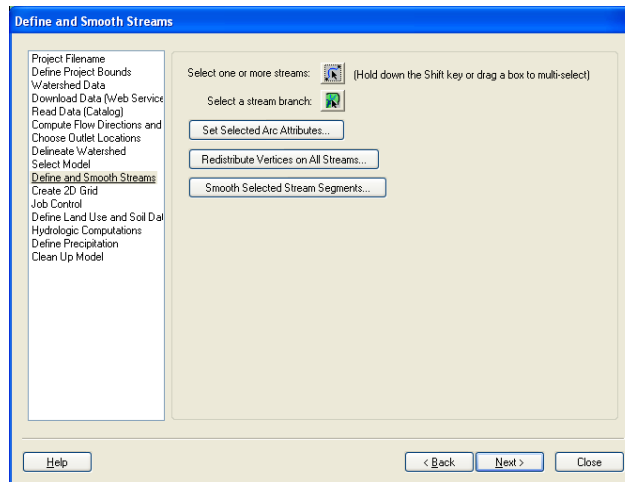 Define and Smooth Streams
Project Filename
Define Project Bounds
Watershed Data
Download Data (Web Service
Read Data (Catalog)
Compute Flow Directions and
Choose Outlet Locations
Delineate Watershed
Select Model
Define and Smooth Streams
Create 2D Grid
Job Control
Define Land Use and Soil Dat
Hydrologic Computations
Define Precipitation
Clean Up Model
Select one or more streams: (Hold down the Shift key or drag a box to multi-select)
Select a stream branch:
Set Selected Arc Attributes...
Redistribute Vertices on All Streams...
Smooth Selected Stream Segments...
Help < Back Next > Close